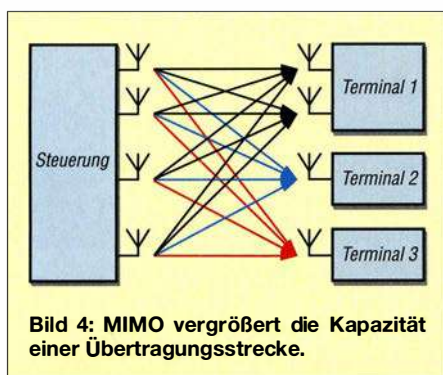 Steuerung
Terminal 1
Terminal 2
Terminal 3
Bild 4: MIMO vergrößert die Kapazität
einer Übertragungsstrecke.